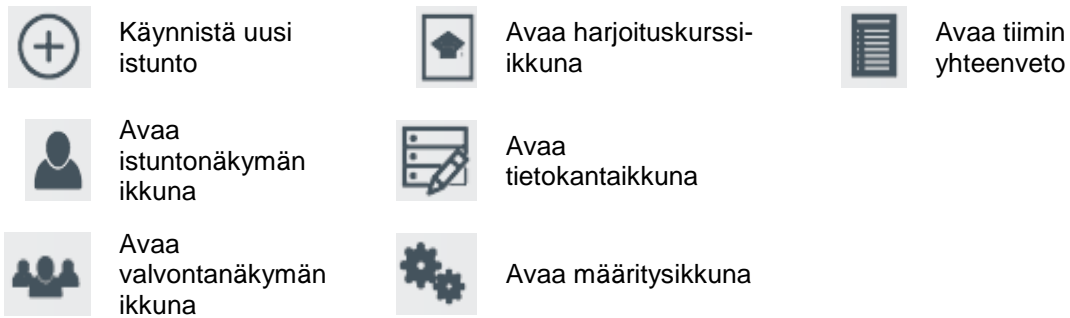 Käynnistä uusi
istunto
Avaa harjoituskurssi-
ikkuna
Avaa tiimin
yhteenveto
Avaa
istuntonäkymän
ikkuna
Avaa
tietokantaikkuna
Avaa
valvontanäkymän
ikkuna
Avaa määritysikkuna